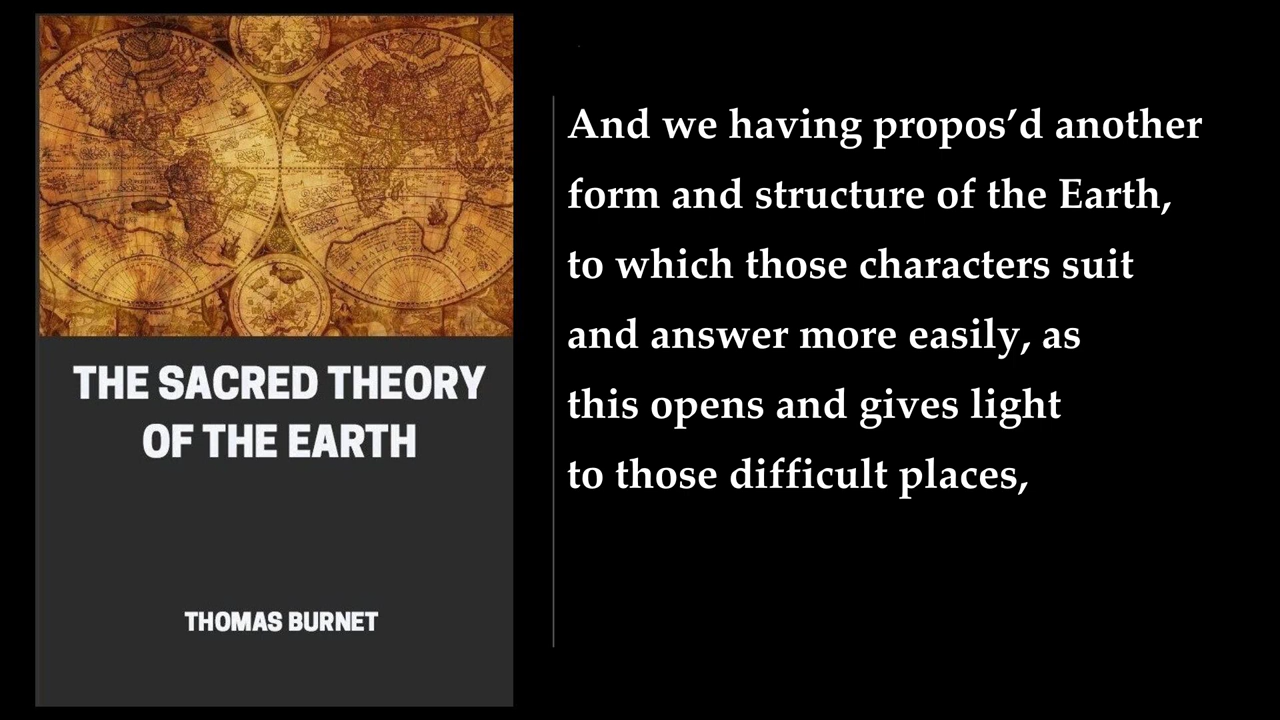 THE SACRED THEORY
OF THE EARTH
THOMAS BURNET
And we having propos’d another
form and structure of the Earth,
to which those characters suit
and answer more easily, as
this opens and gives light
to those difficult places,